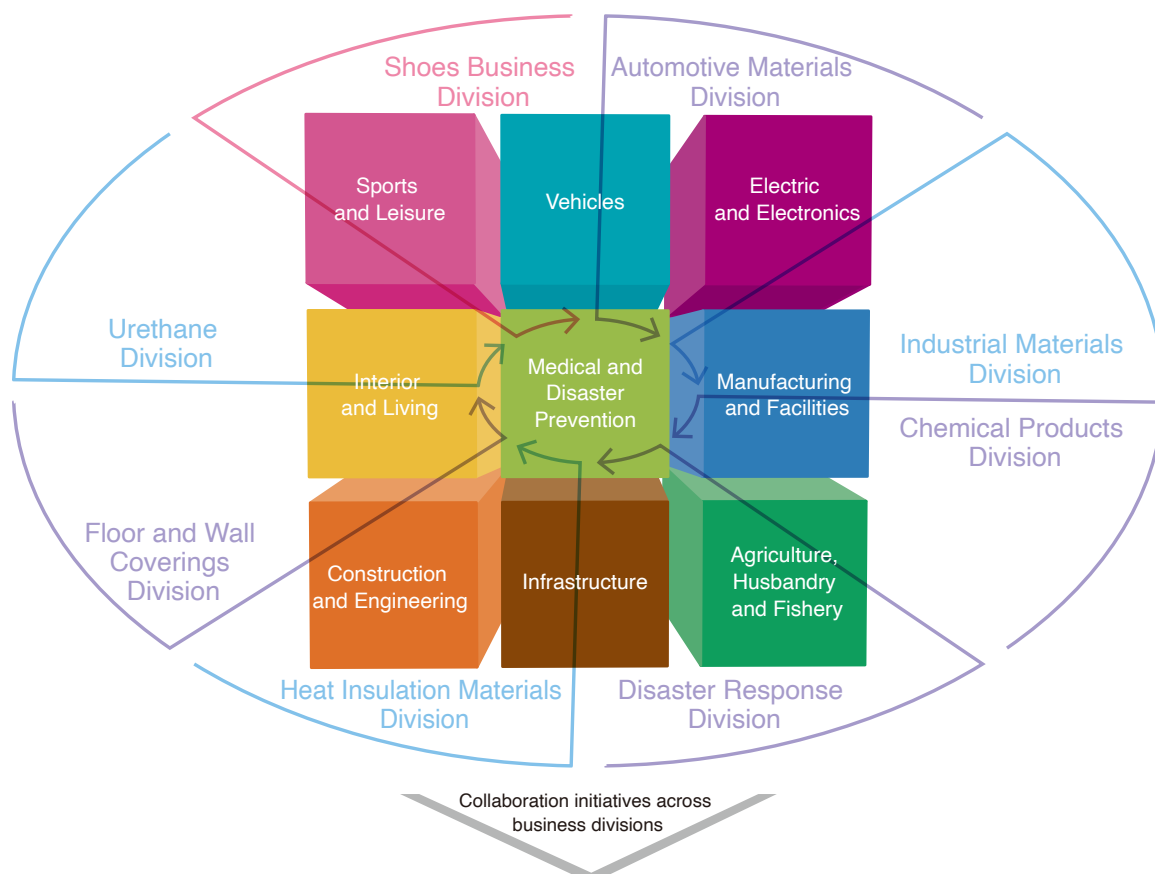 Shoes Business
Division
Automotive Materials
Division
Sports
and Leisure
Vehicles
Electric
and Electronics
Urethane
Division
Interior
and Living
Medical and
Disaster
Prevention
Manufacturing
and Facilities
Industrial Materials
Division
Chemical Products
Division
Floor and Wall
Coverings
Division
Construction
and Engineering
Infrastructure
Agriculture,
Husbandry
and Fishery
Heat Insulation Materials
Division
Disaster Response
Division
Collaboration initiatives across
business divisions